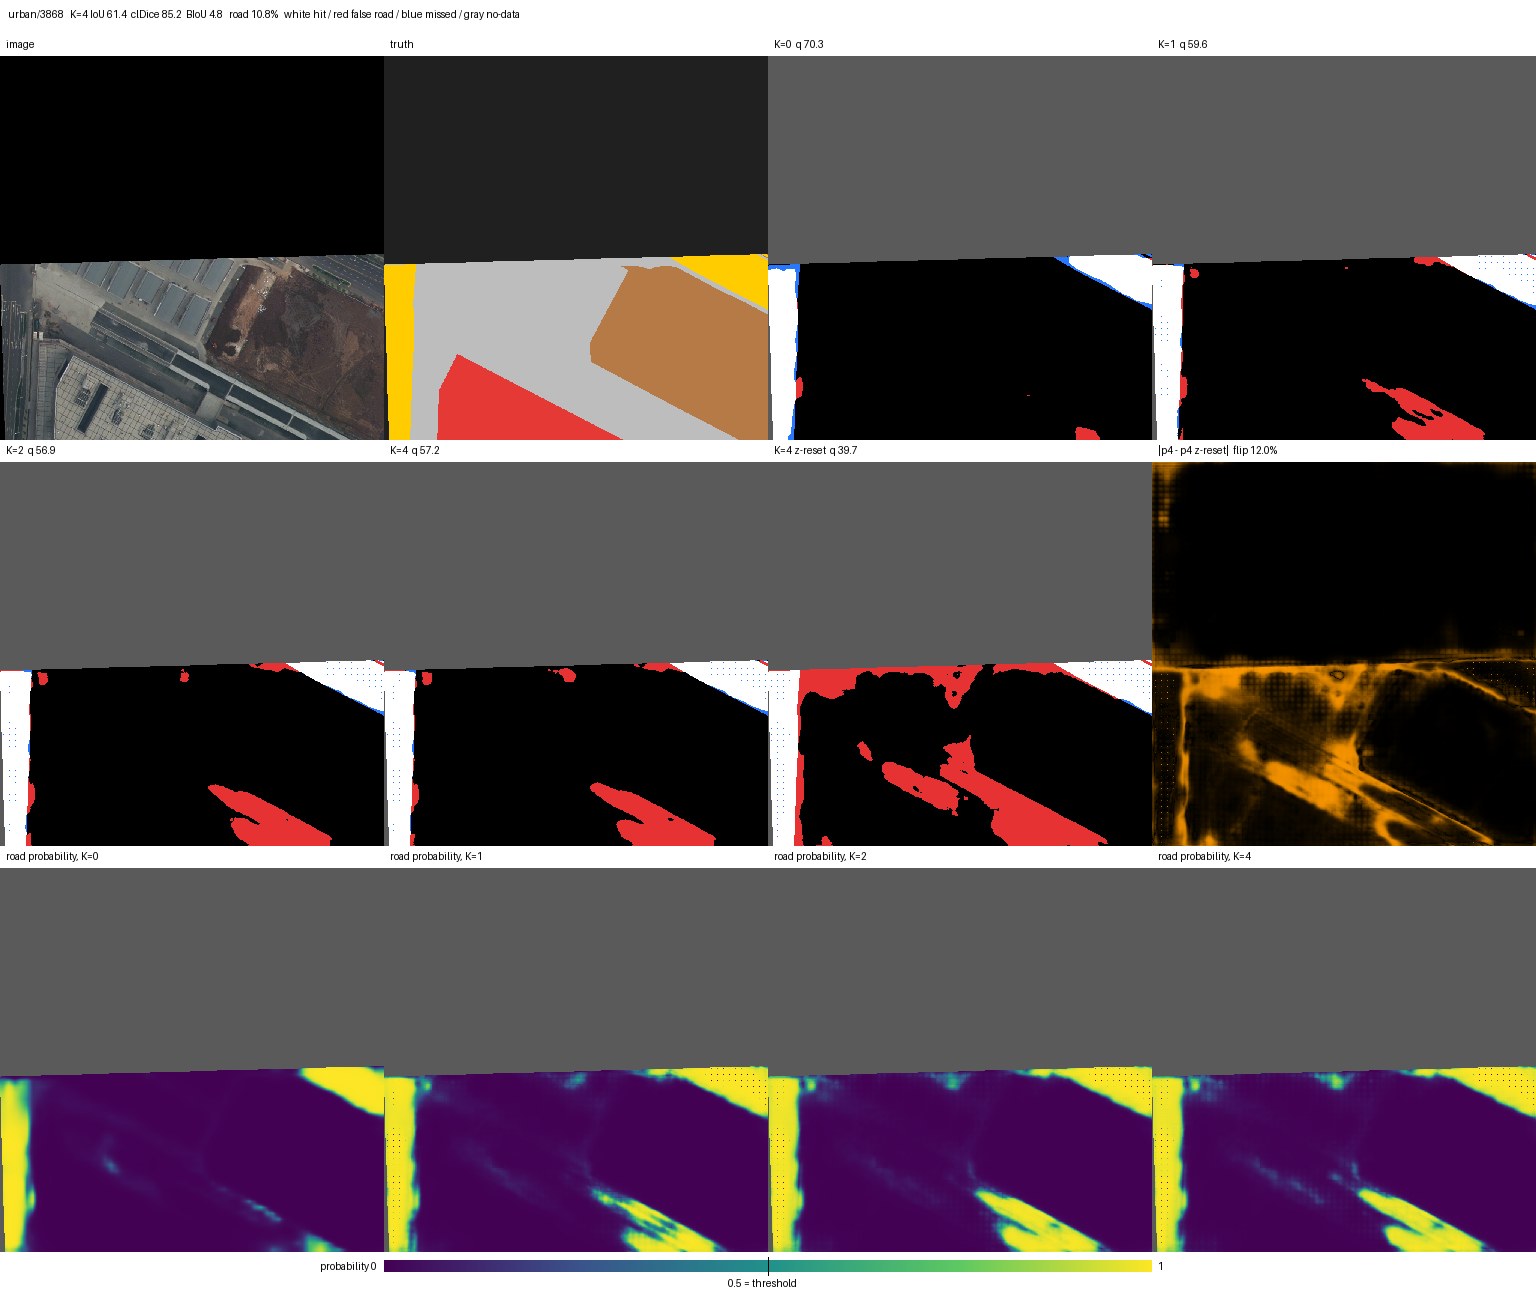 urban/3868 K=4 IoU 61.4 clDice 85.2 BIoU 4.8 road 10.8% white hit / red false road / blue missed / gray no-data
image truth K=0 q 70.3 K=1 q 59.6
K=2 q 56.9 K=4 q 57.2 K=4 z-reset q 39.7 |p4 - p4 z-reset| flip 12.0%
road probability, K=0 road probability, K=1 road probability, K=2 road probability, K=4
probability 0 1
0.5 = threshold